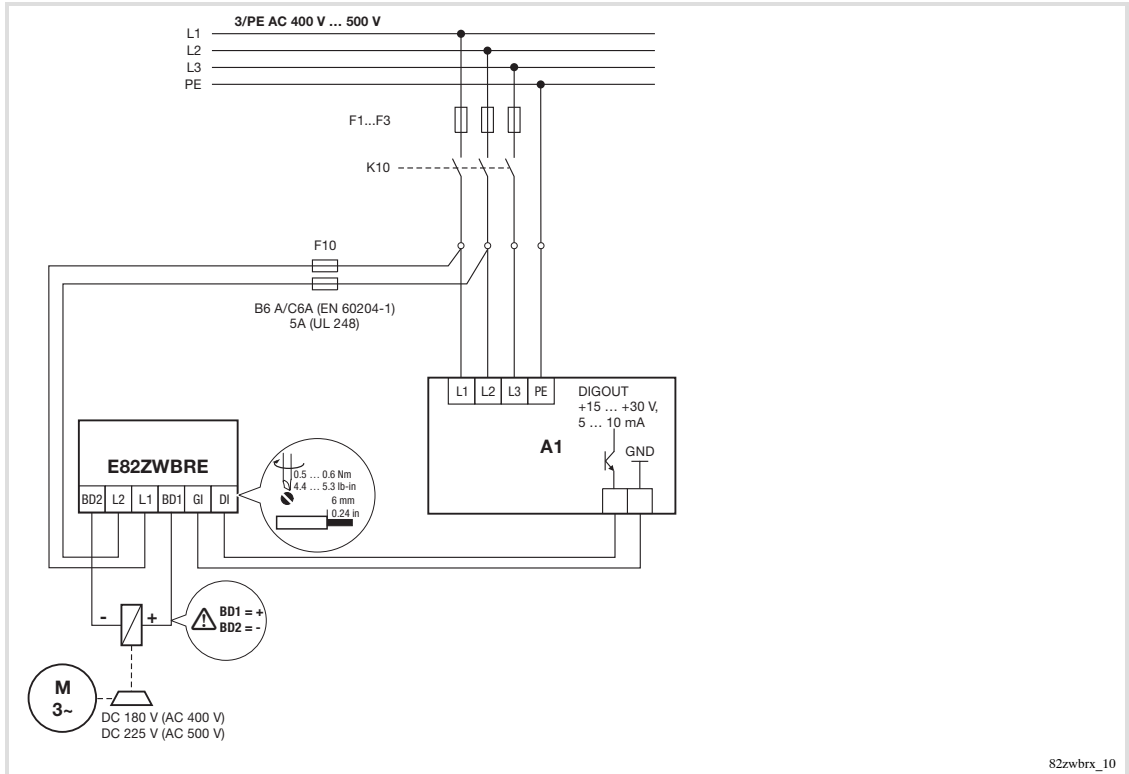 3/PE AC 400 V … 500 V
L1
L2
L3
PE
F1...F3
K10
F10
B6 A/C6A (EN 60204-1)
5A (UL 248)
L1 L2 L3 PE
DIGOUT
+15 … +30 V,
5 … 10 mA
A1
GND
E82ZWBRE
BD2 L2 L1 BD1 GI DI
0.5 … 0.6 Nm
4.4 … 5.3 lb-in
6 mm
0.24 in
- +
BD1 = +
BD2 = -
M
3~
DC 180 V (AC 400 V)
DC 225 V (AC 500 V)
82zwbrx_10